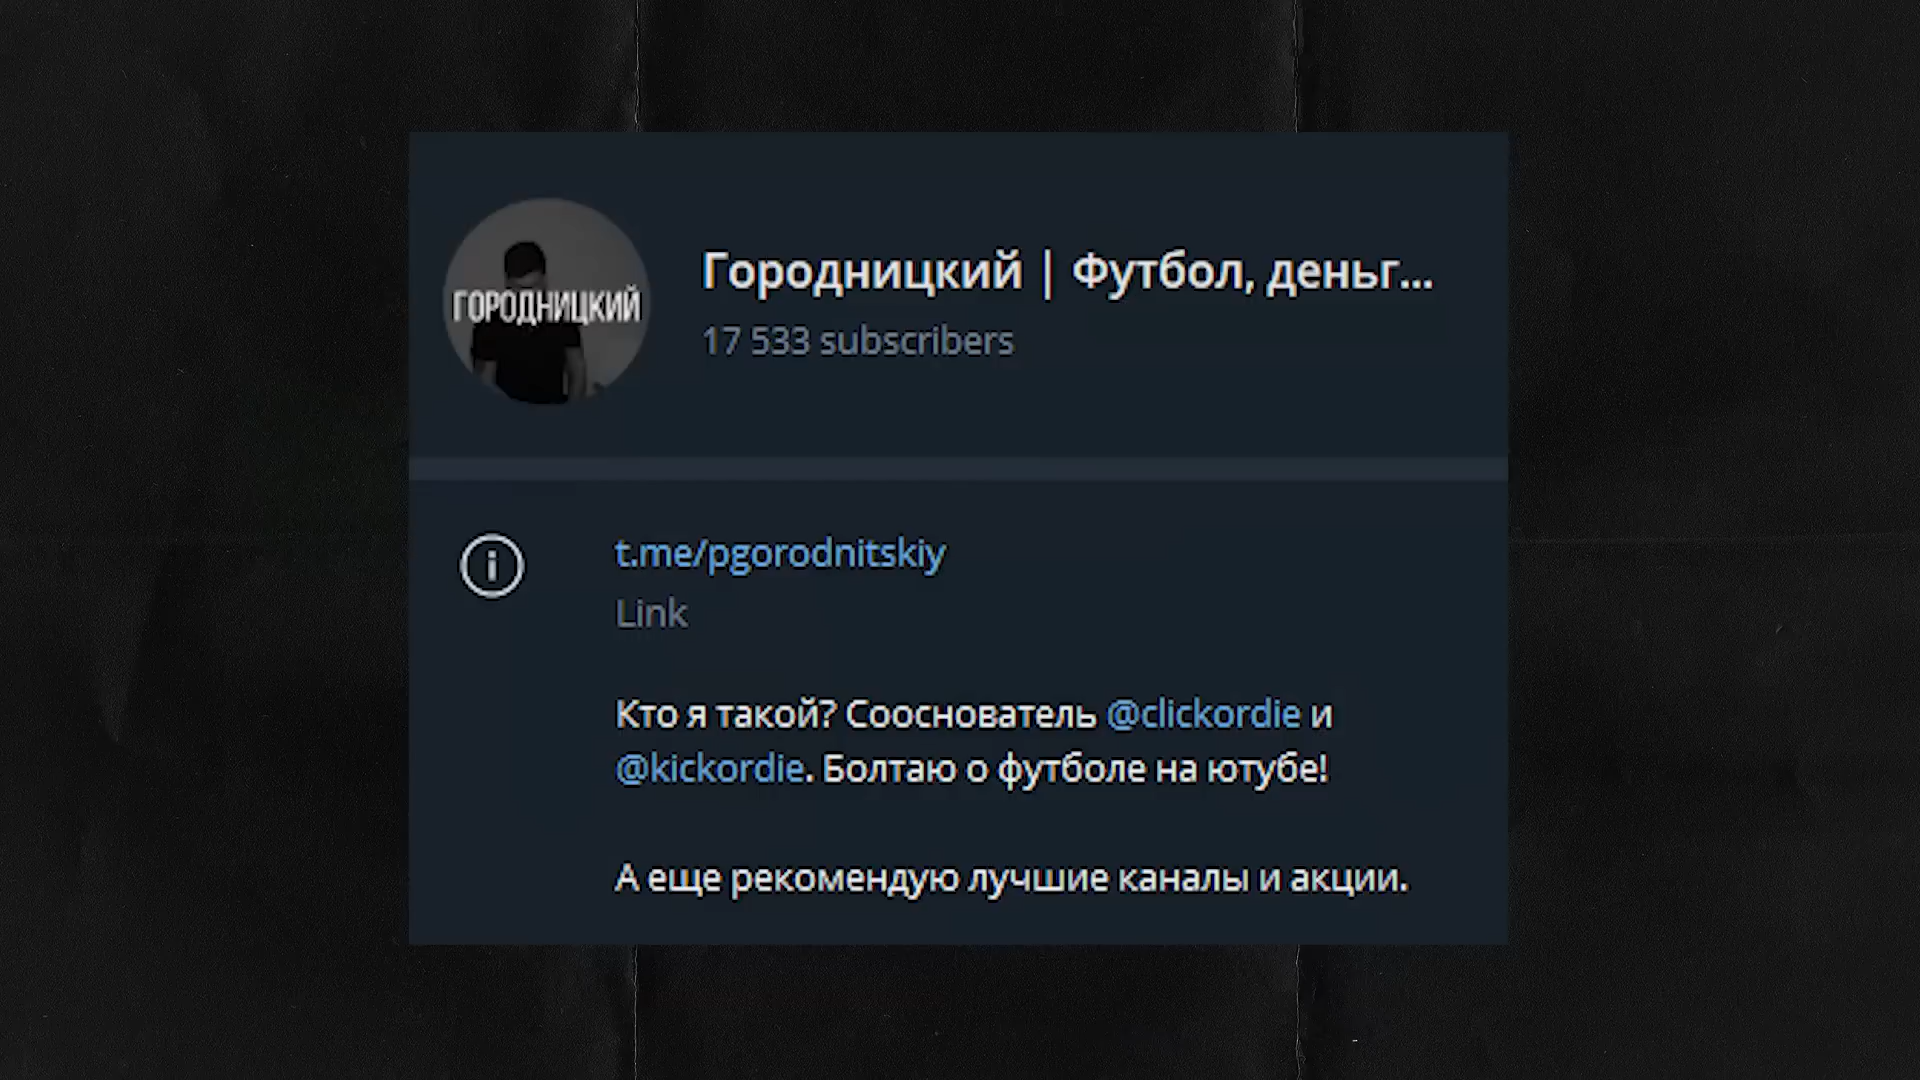 ГОРОДНИЦКИЙ
Городницкий | Футбол, деньг...
17 533 subscribers
t.me/pgorodnitskiy
Link
Кто я такой? Сооснователь @clickordie и
@kickordie. Болтаю о футболе на ютубе!
А еще рекомендую лучшие каналы и акции.